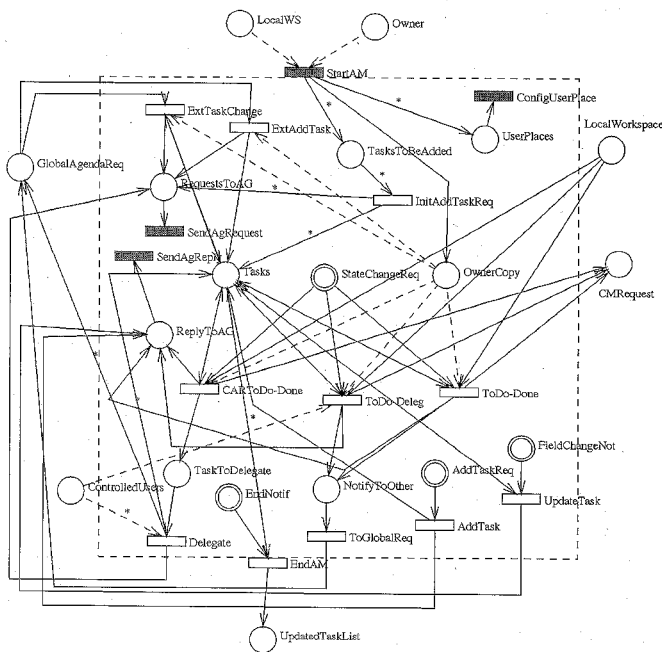 LocalWS
Owner
StartAM
*
*
ConfigUserPlace
ExtTaskChange
ExtAddTask
UserPlaces
LocalWorkspace
TasksToBeAdded
GlobalAgendaReq
*
RequestsToAG
*
InitAddTaskReq
SendAgRequest
*
SendAgReply
Tasks
StateChangeReq
OwnerCopy
CMRequest
ReplyToAG
*
CARToDo-Done
ToDo-Deleg
ToDo-Done
*
*
FieldChangeNot
TaskToDelegate
AddTaskReq
ControlledUsers
EndNotif
NotifyToOther
UpdateTask
*
AddTask
Delegate
ToGlobalReq
EndAM
UpdatedTaskList